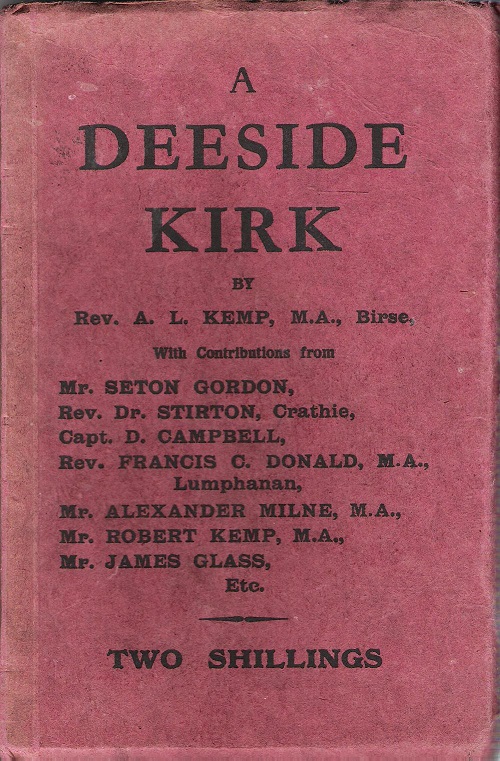 A
DEESIDE
KIRK
BY
Rev. A. L. KEMP, M.A., Birse.
With Contributions from
Mr. SETON GORDON,
Rev. Dr. STIRTON, Crathie,
Capt. D. CAMPBELL,
Rev. FRANCIS C. DONALD, M.A.,
Lumphanan,
Mr. ALEXANDER MILNE, M.A.,
Mr. ROBERT KEMP, M.A.,
Mr. JAMES GLASS,
Etc.
TWO SHILLINGS